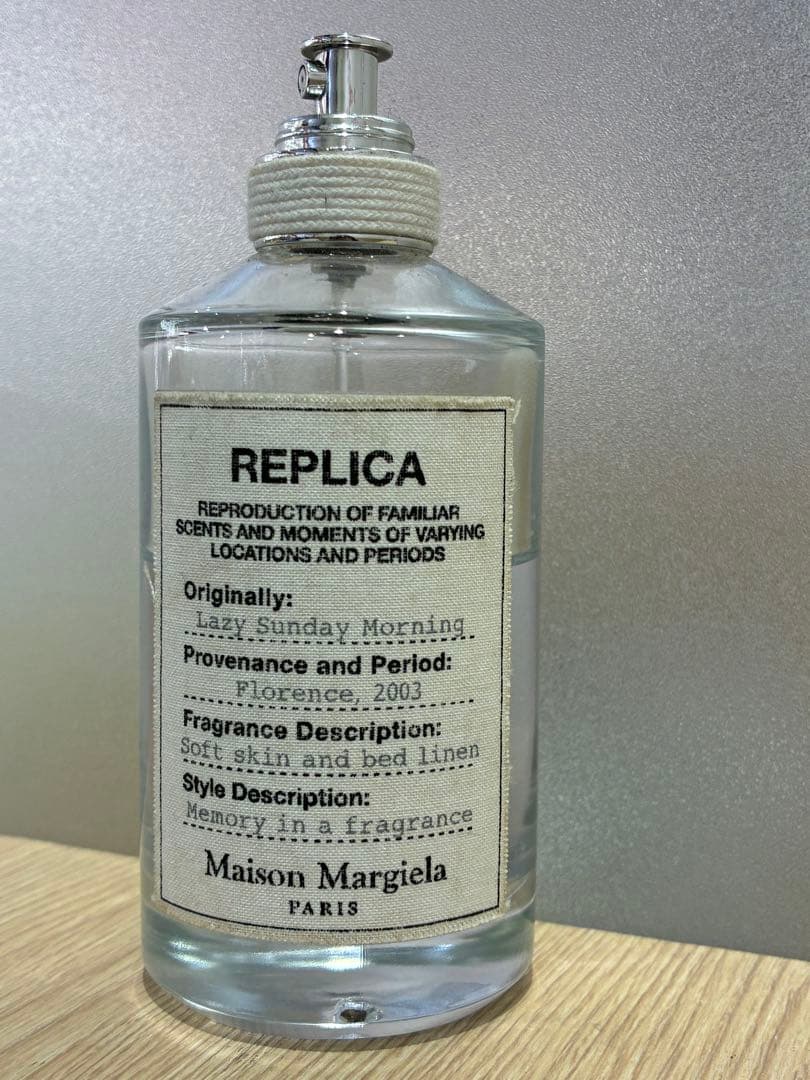 REPLICA
REPRODUCTION OF FAMILIAR
SCENTS AND MOMENTS OF VARYING
LOCATIONS AND PERIODS
Originally:
Lazy Sunday Morning
Provenance and Period:
Florence, 2003
Fragrance Description:
Soft skin and bed linen
Style Description:
Memory in a fragrance
Maison Margiela
PARIS